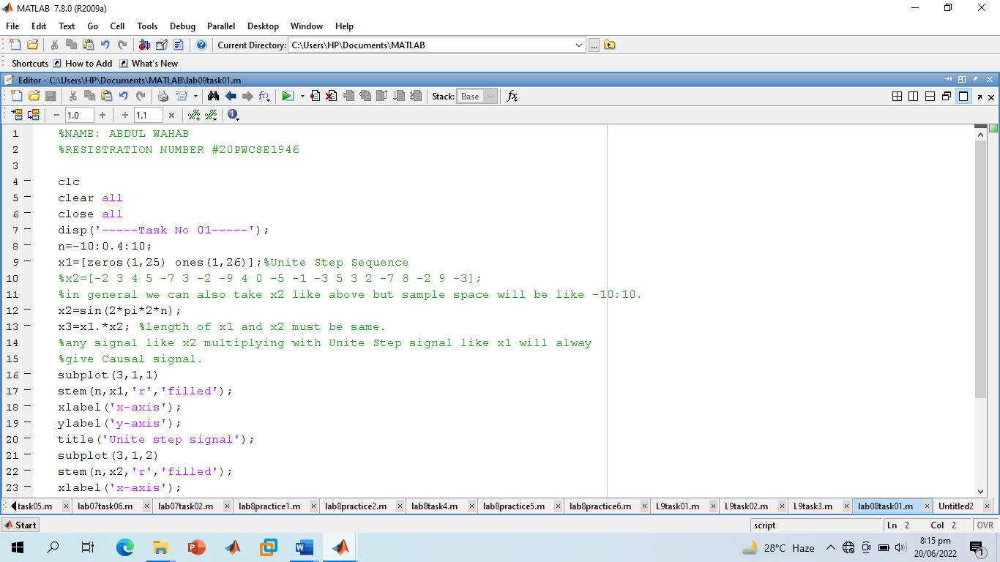 MATLAB 7.8.0 (R2009a)
File Edit Text Go Cell Tools Debug Parallel Desktop Window Help
Current Directory: C:\Users\HP\Documents\MATLAB ...
Shortcuts How to Add What's New
Editor - C:\Users\HP\Documents\MATLAB\lab08task01.m
Stack: Base fx
- 1.0 + ÷ 1.1 ×
1 %NAME: ABDUL WAHAB
2 %RESISTRATION NUMBER #20PWCSE1946
3
4 - clc
5 - clear all
6 - close all
7 - disp('-----Task No 01-----');
8 - n=-10:0.4:10;
9 - x1=[zeros(1,25) ones(1,26)];%Unite Step Sequence
10 %x2=[-2 3 4 5 -7 3 -2 -9 4 0 -5 -1 -3 5 3 2 -7 8 -2 9 -3];
11 %in general we can also take x2 like above but sample space will be like -10:10.
12 - x2=sin(2*pi*2*n);
13 - x3=x1.*x2; %length of x1 and x2 must be same.
14 %any signal like x2 multiplying with Unite Step signal like x1 will alway
15 %give Causal signal.
16 - subplot(3,1,1)
17 - stem(n,x1,'r','filled');
18 - xlabel('x-axis');
19 - ylabel('y-axis');
20 - title('Unite step signal');
21 - subplot(3,1,2)
22 - stem(n,x2,'r','filled');
23 - xlabel('x-axis');
task05.m × lab07task06.m × lab07task02.m × lab8practice1.m × lab8practice2.m × lab8task4.m × lab8practice5.m × lab8practice6.m × L9task01.m × L9task02.m × L9task3.m × lab08task01.m × Untitled2 ×
Start script Ln 2 Col 2 OVR
28°C Haze 8:15 pm
20/06/2022 1